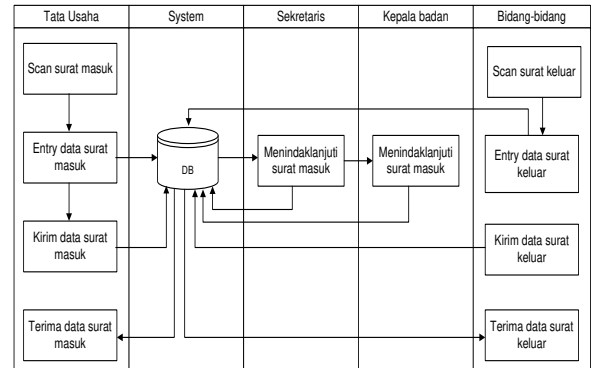 Tata Usaha
System
Sekretaris
Kepala badan
Bidang-bidang
Scan surat masuk
Scan surat keluar
Entry data surat
masuk
DB
Menindaklanjuti
surat masuk
Menindaklanjuti
surat masuk
Entry data surat
keluar
Kirim data surat
masuk
Kirim data surat
keluar
Terima data surat
masuk
Terima data surat
keluar